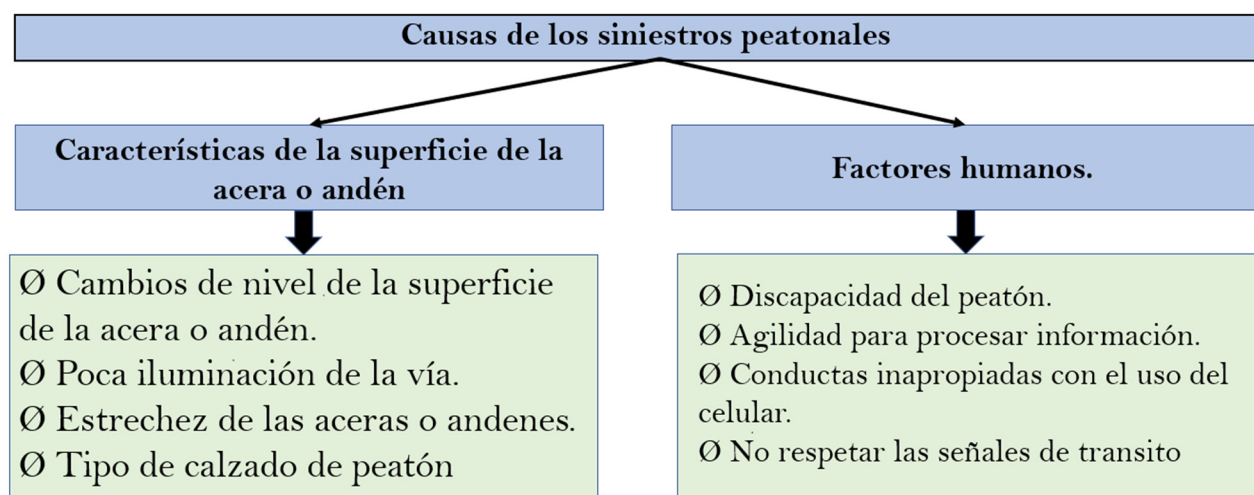 Causas de los siniestros peatonales
Características de la superficie de la
acera o andén
Ø Cambios de nivel de la superficie
de la acera o andén.
Ø Poca iluminación de la vía.
Ø Estrechez de las aceras o andenes.
Ø Tipo de calzado de peatón
Factores humanos.
Ø Discapacidad del peatón.
Ø Agilidad para procesar información.
Ø Conductas inapropiadas con el uso del
celular.
Ø No respetar las señales de transito